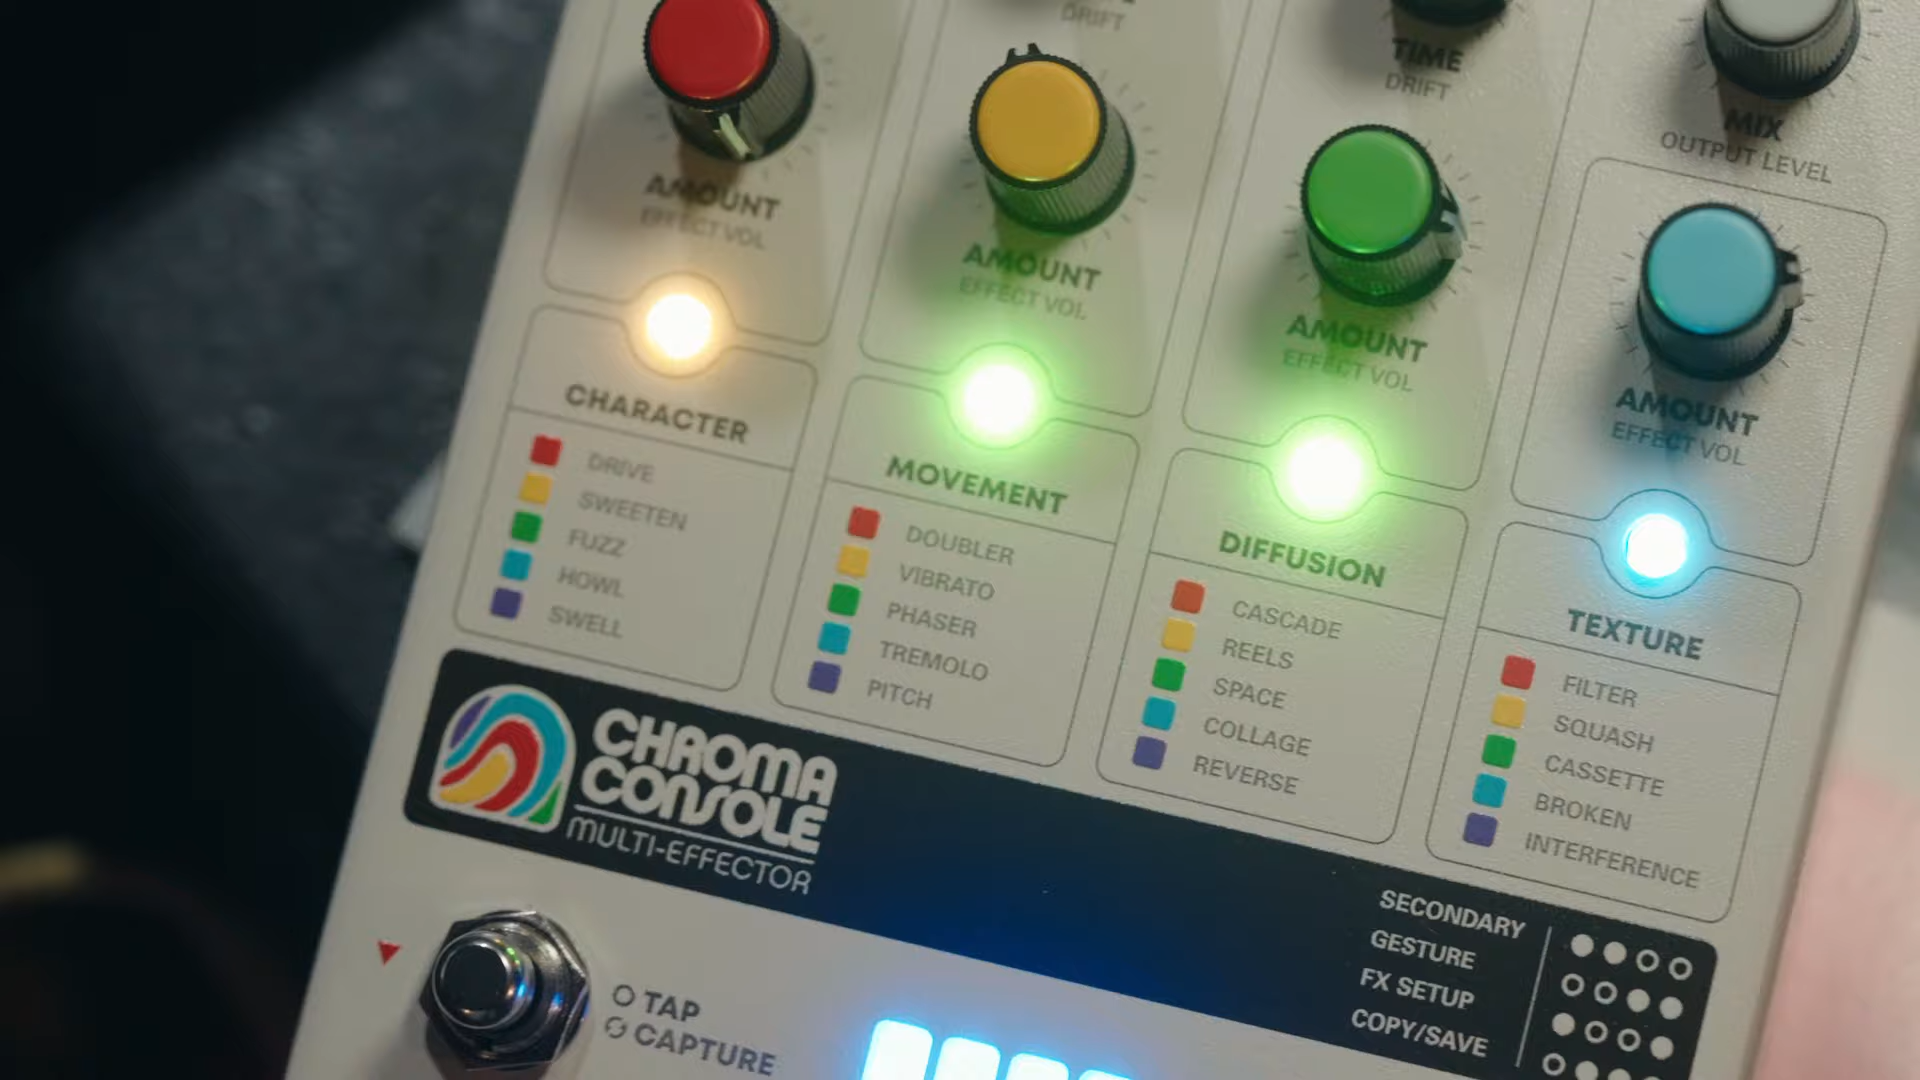 DRIFT
TIME
DRIFT
MIX
OUTPUT LEVEL
AMOUNT
EFFECT VOL
AMOUNT
EFFECT VOL
AMOUNT
EFFECT VOL
AMOUNT
EFFECT VOL
CHARACTER
DRIVE
SWEETEN
FUZZ
HOWL
SWELL
MOVEMENT
DOUBLER
VIBRATO
PHASER
TREMOLO
PITCH
DIFFUSION
CASCADE
REELS
SPACE
COLLAGE
REVERSE
TEXTURE
FILTER
SQUASH
CASSETTE
BROKEN
INTERFERENCE
CHROMA
CONSOLE
MULTI-EFFECTOR
SECONDARY
GESTURE
FX SETUP
COPY/SAVE
TAP
CAPTURE